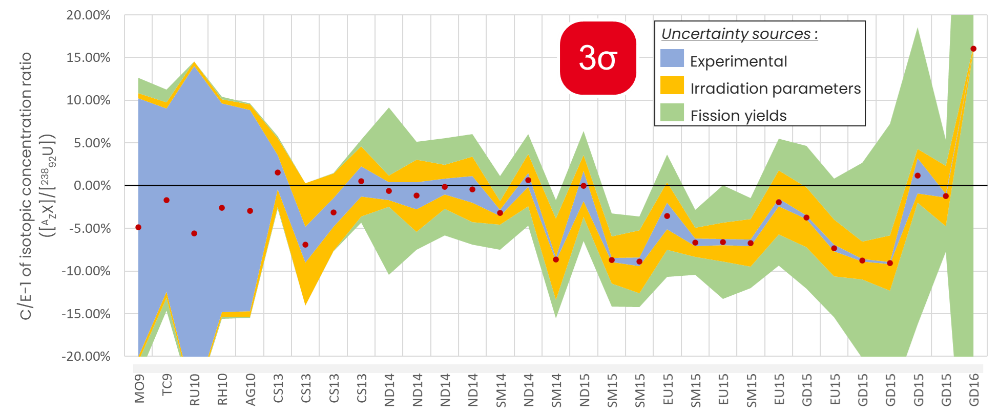 20.00%
15.00%
10.00%
5.00%
0.00%
-5.00%
-10.00%
-15.00%
-20.00%
C/E-1 of isotopic concentration ratio
([ᴬ_ZX]/[²³⁸₉₂U])
3σ
Uncertainty sources :
Experimental
Irradiation parameters
Fission yields
MO9
TC9
RU10
RH10
AG10
CS13
CS13
CS13
CS13
ND14
ND14
ND14
ND14
SM14
ND14
SM14
ND15
SM15
SM15
EU15
SM15
EU15
SM15
EU15
GD15
EU15
GD15
GD15
GD15
GD15
GD16